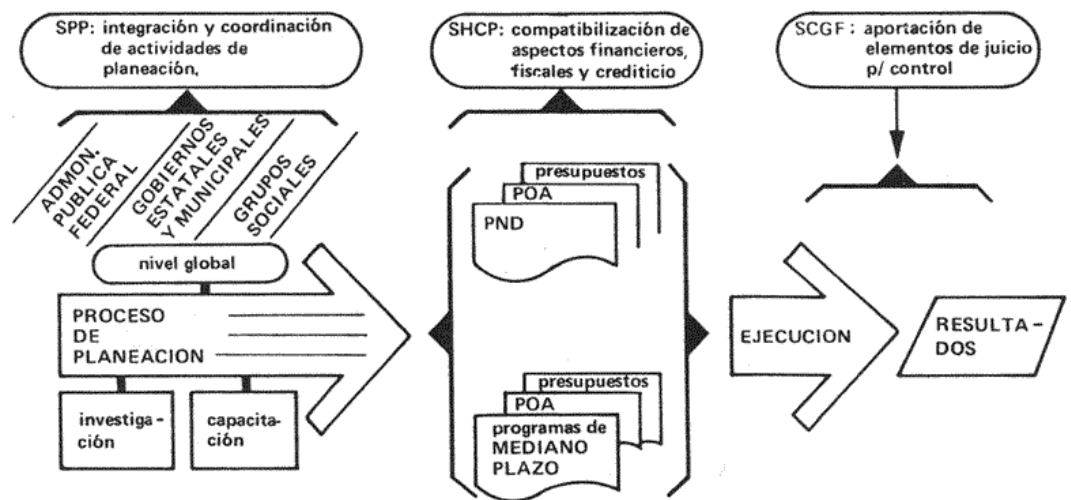 SPP: integración y coordinación
de actividades de
planeación.
SHCP: compatibilización de
aspectos financieros,
fiscales y crediticio
SCGF: aportación de
elementos de juicio
p/ control
ADMON.
PUBLICA
FEDERAL
GOBIERNOS
ESTATALES
Y MUNICIPALES
GRUPOS
SOCIALES
nivel global
PROCESO
DE
PLANEACION
investiga-
ción
capacita-
ción
presupuestos
POA
PND
presupuestos
POA
programas de
MEDIANO
PLAZO
EJECUCION
RESULTA-
DOS